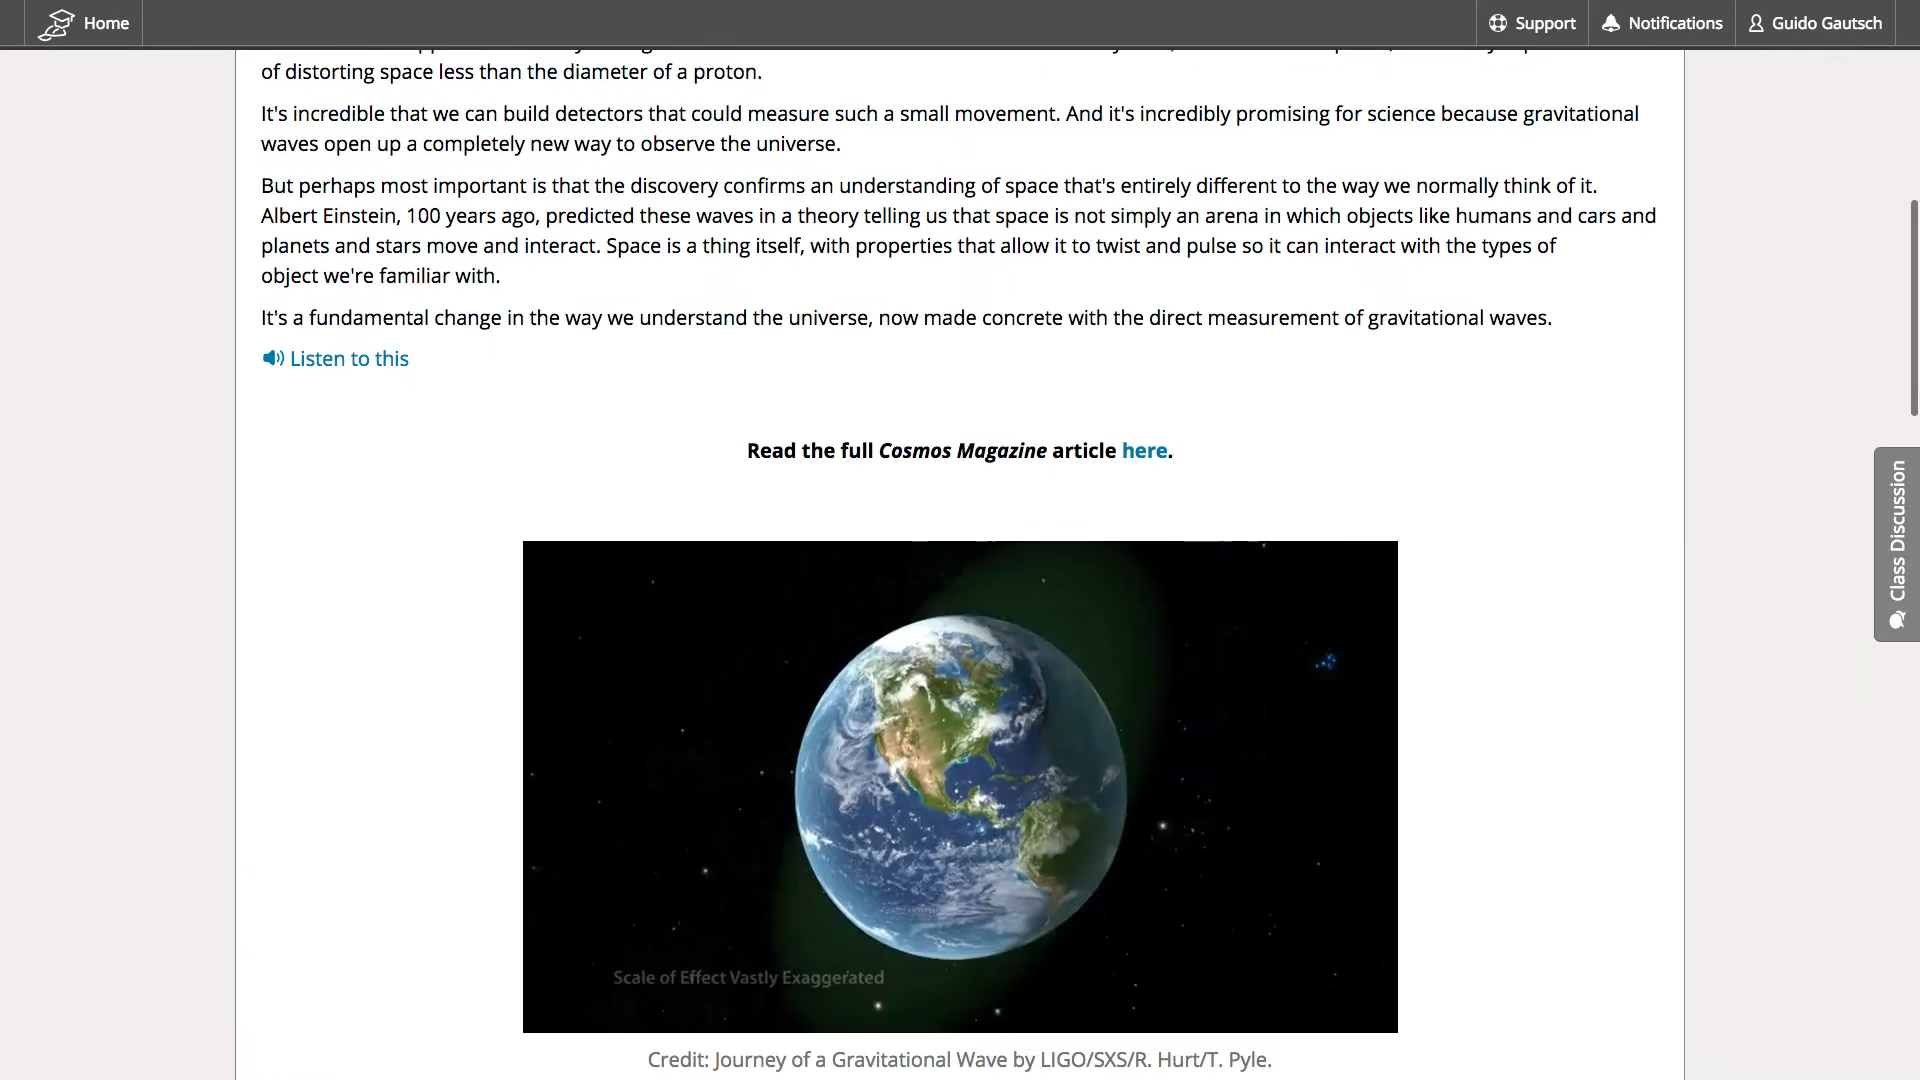 Home
Support
Notifications
Guido Gautsch
of distorting space less than the diameter of a proton.
It's incredible that we can build detectors that could measure such a small movement. And it's incredibly promising for science because gravitational
waves open up a completely new way to observe the universe.
But perhaps most important is that the discovery confirms an understanding of space that's entirely different to the way we normally think of it.
Albert Einstein, 100 years ago, predicted these waves in a theory telling us that space is not simply an arena in which objects like humans and cars and
planets and stars move and interact. Space is a thing itself, with properties that allow it to twist and pulse so it can interact with the types of
object we're familiar with.
It's a fundamental change in the way we understand the universe, now made concrete with the direct measurement of gravitational waves.
Listen to this
Read the full Cosmos Magazine article here.
Class Discussion
Scale of Effect Vastly Exaggerated
Credit: Journey of a Gravitational Wave by LIGO/SXS/R. Hurt/T. Pyle.